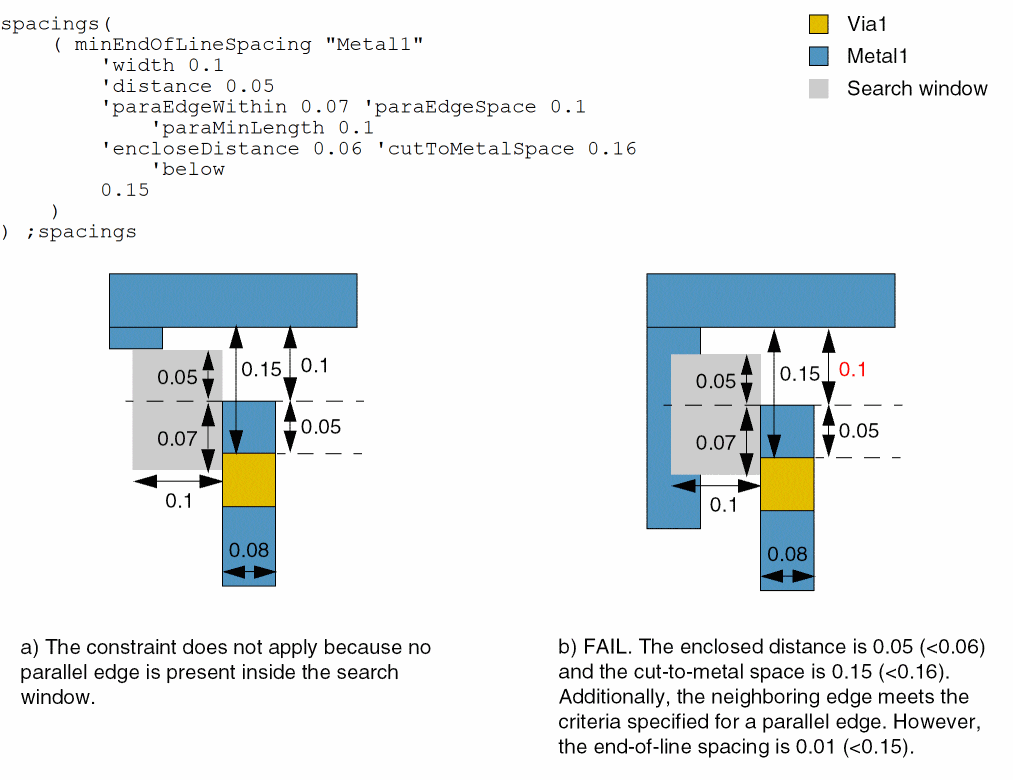 spacings(
( minEndOfLineSpacing "Metal1"
'width 0.1
'distance 0.05
'paraEdgeWithin 0.07 'paraEdgeSpace 0.1
'paraMinLength 0.1
'encloseDistance 0.06 'cutToMetalSpace 0.16
'below
0.15
)
) ;spacings
Via1
Metal1
Search window
0.05
0.15
0.1
0.07
0.05
0.1
0.08
0.05
0.15
0.1
0.07
0.05
0.1
0.08
a) The constraint does not apply because no
parallel edge is present inside the search
window.
b) FAIL. The enclosed distance is 0.05 (<0.06)
and the cut-to-metal space is 0.15 (<0.16).
Additionally, the neighboring edge meets the
criteria specified for a parallel edge. However,
the end-of-line spacing is 0.01 (<0.15).